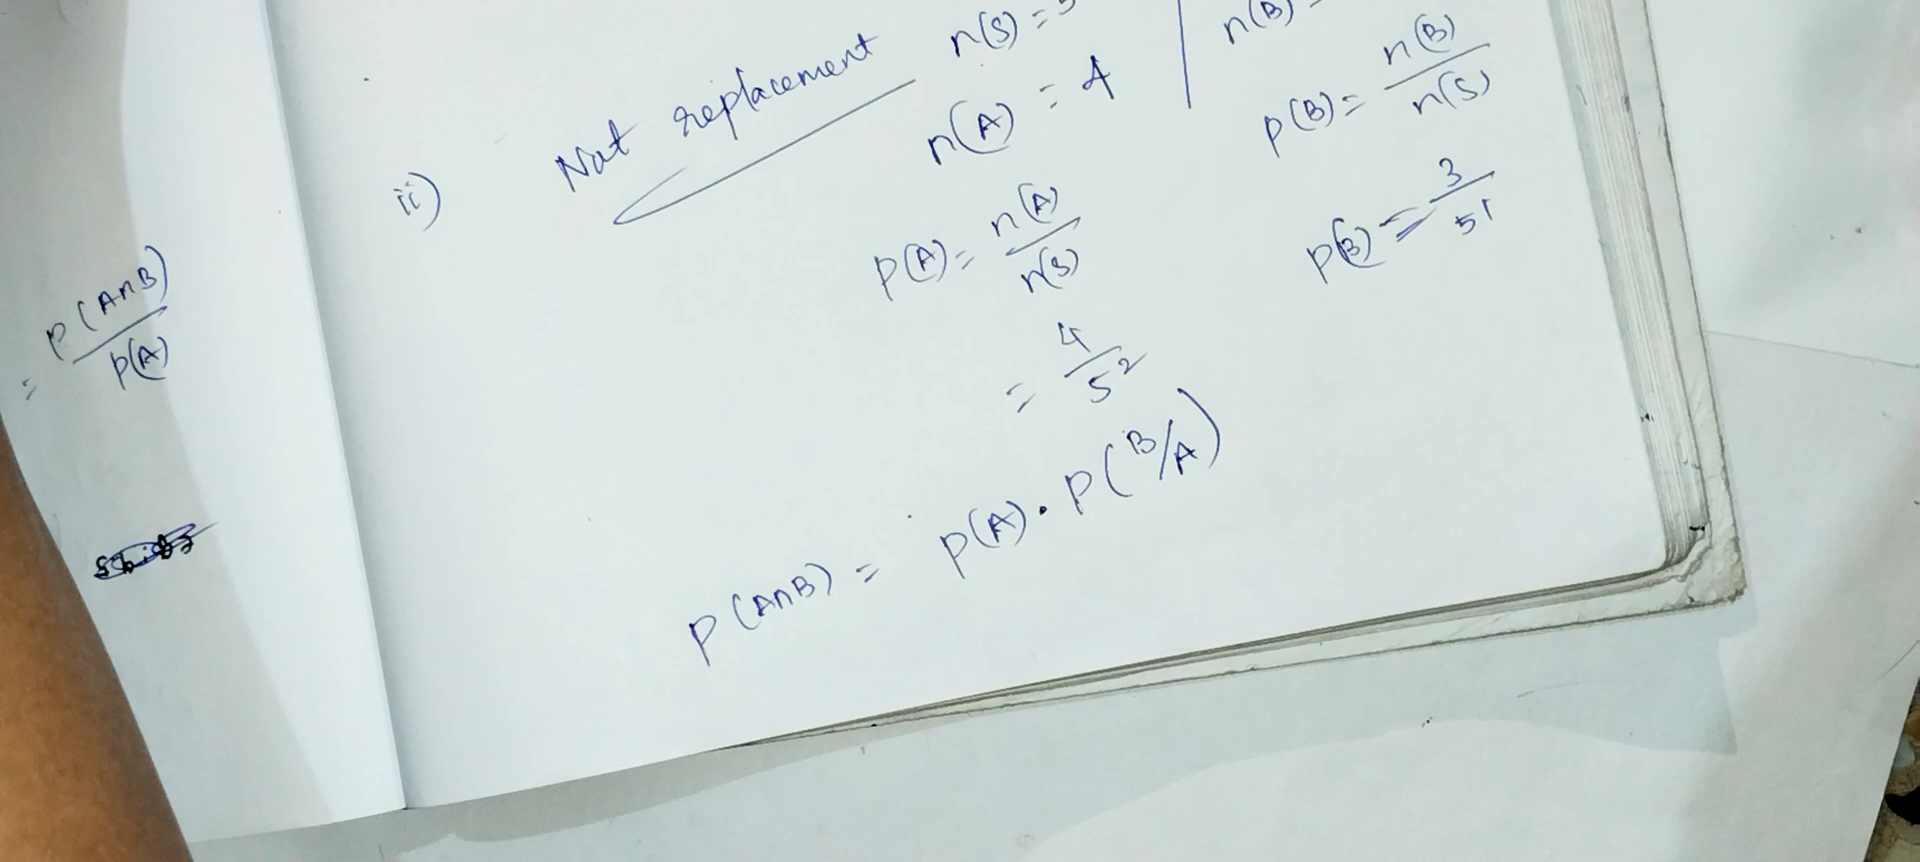 = P(A∩B) / P(A)
ii) Not replacement
n(S) =
n(A) = 4
P(A) = n(A) / n(S)
= 4 / 52
n(B) =
P(B) = n(B) / n(S)
P(B) = 3 / 51
P(A∩B) = P(A) . P(B/A)